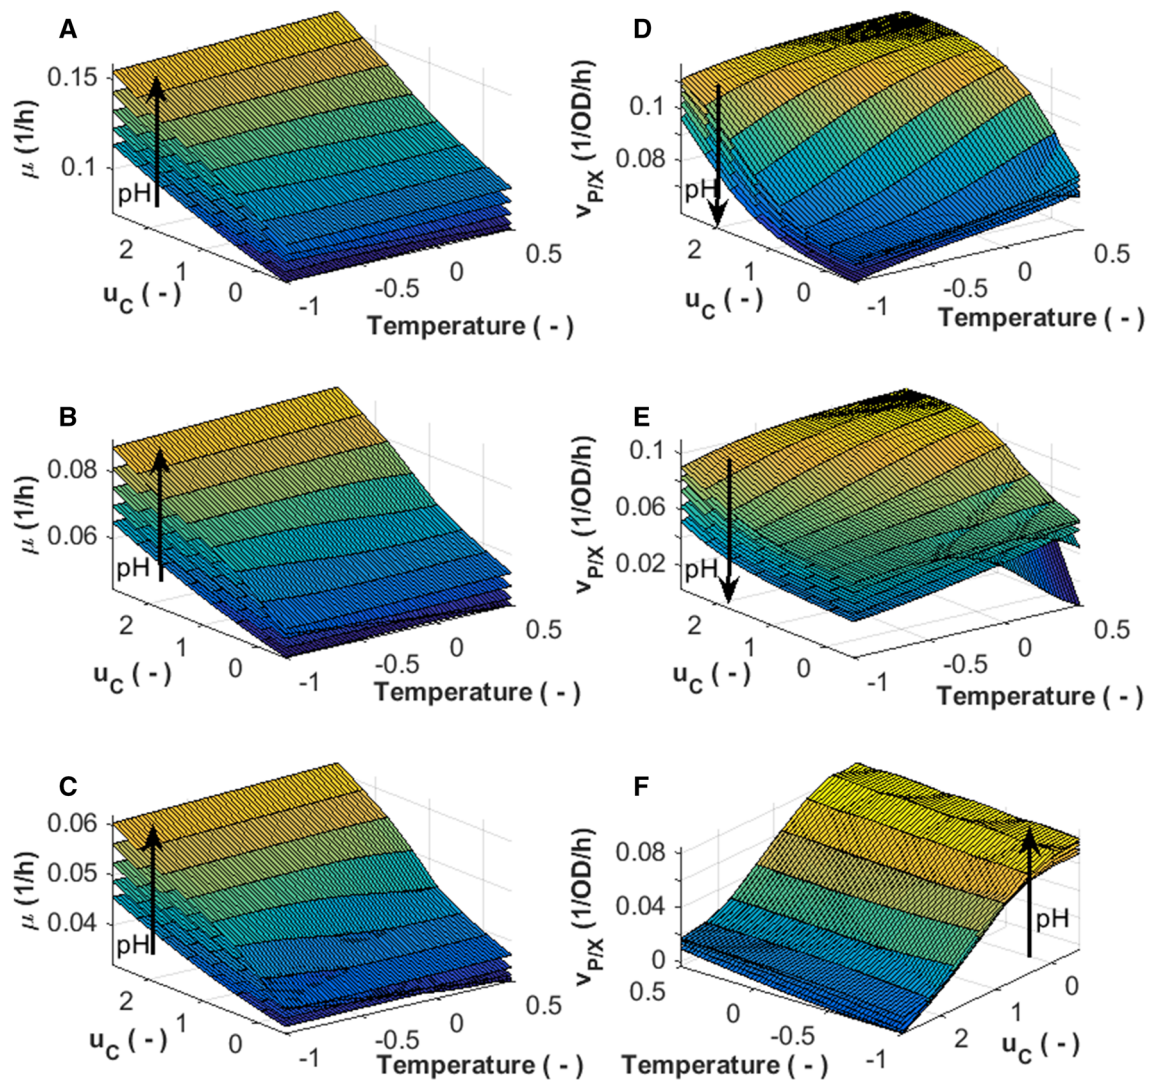 A
μ (1/h)
0.15
0.1
pH
2
1
0
u_C ( - )
-1
-0.5
0
0.5
Temperature ( - )
D
v_P/X (1/OD/h)
0.1
0.08
pH
2
1
0
u_C ( - )
-1
-0.5
0
0.5
Temperature ( - )
B
μ (1/h)
0.08
0.06
pH
2
1
0
u_C ( - )
-1
-0.5
0
0.5
Temperature ( - )
E
v_P/X (1/OD/h)
0.1
0.06
0.02
pH
2
1
0
u_C ( - )
-1
-0.5
0
0.5
Temperature ( - )
C
μ (1/h)
0.06
0.05
0.04
pH
2
1
0
u_C ( - )
-1
-0.5
0
0.5
Temperature ( - )
F
v_P/X (1/OD/h)
0.08
0.04
0
pH
0.5
0
-0.5
-1
Temperature ( - )
2
1
0
u_C ( - )